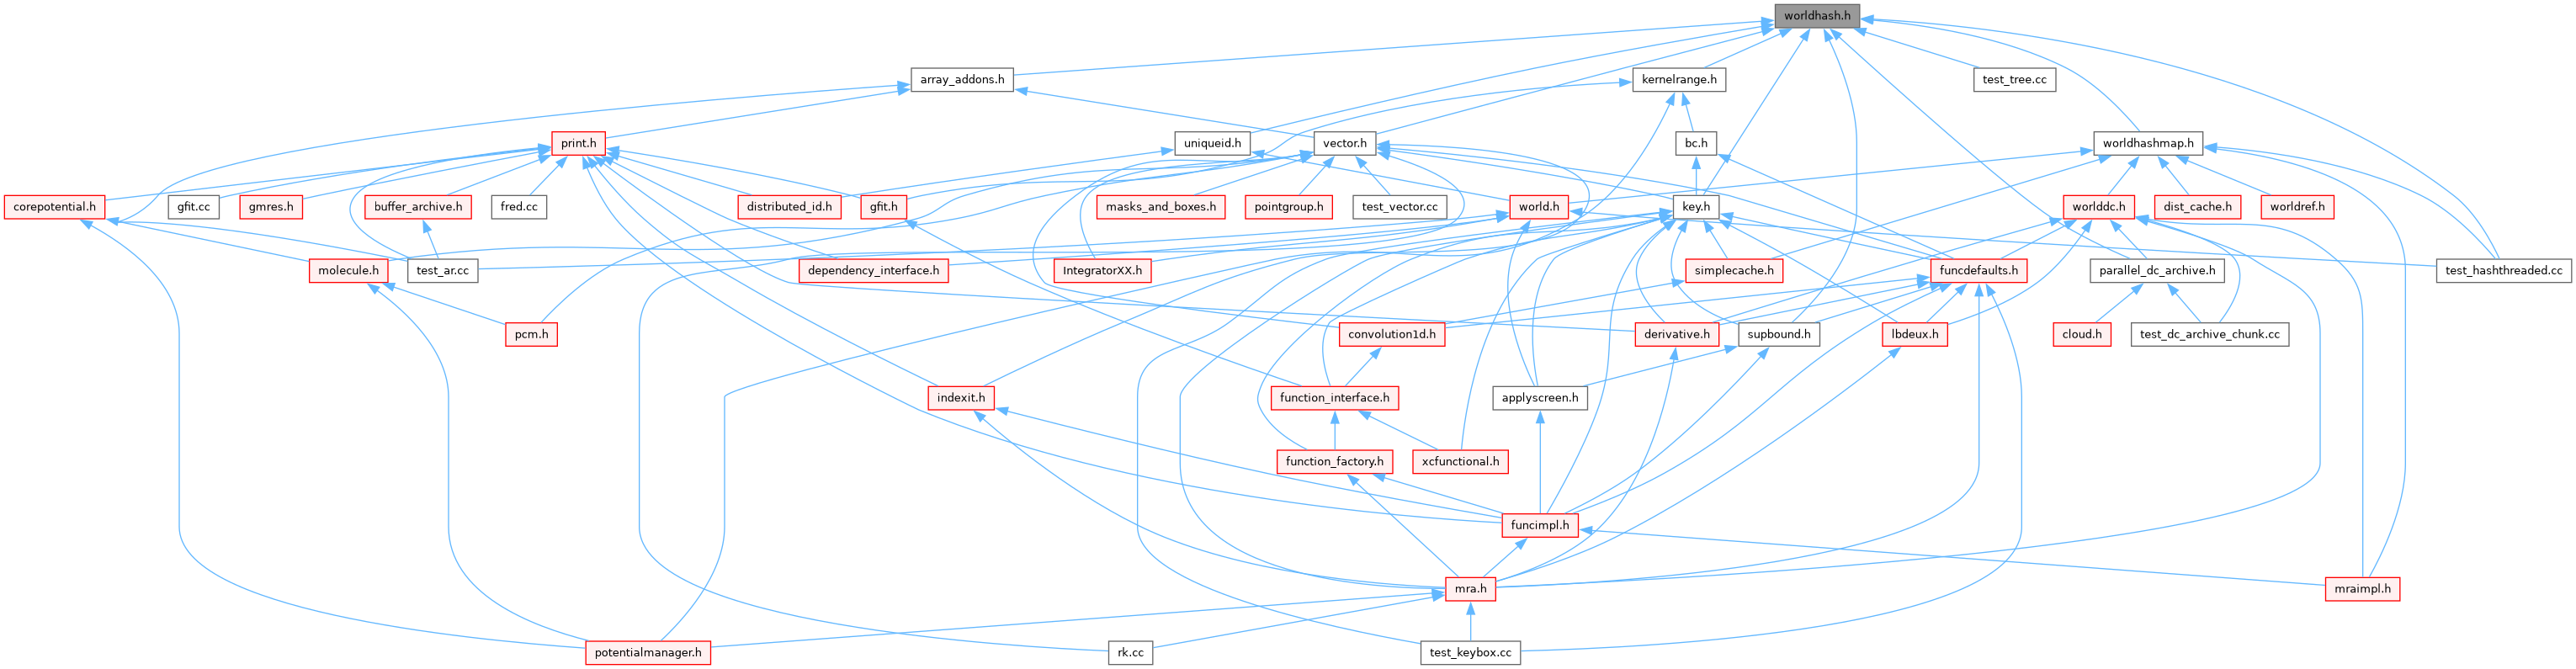 worldhash.h
array_addons.h
kernelrange.h
test_tree.cc
print.h
uniqueid.h
vector.h
bc.h
worldhashmap.h
corepotential.h
gfit.cc
gmres.h
buffer_archive.h
fred.cc
distributed_id.h
gfit.h
masks_and_boxes.h
pointgroup.h
test_vector.cc
world.h
key.h
worlddc.h
dist_cache.h
worldref.h
molecule.h
test_ar.cc
dependency_interface.h
IntegratorXX.h
simplecache.h
funcdefaults.h
parallel_dc_archive.h
test_hashthreaded.cc
pcm.h
convolution1d.h
derivative.h
supbound.h
lbdeux.h
cloud.h
test_dc_archive_chunk.cc
indexit.h
function_interface.h
applyscreen.h
function_factory.h
xcfunctional.h
funcimpl.h
mra.h
mraimpl.h
potentialmanager.h
rk.cc
test_keybox.cc